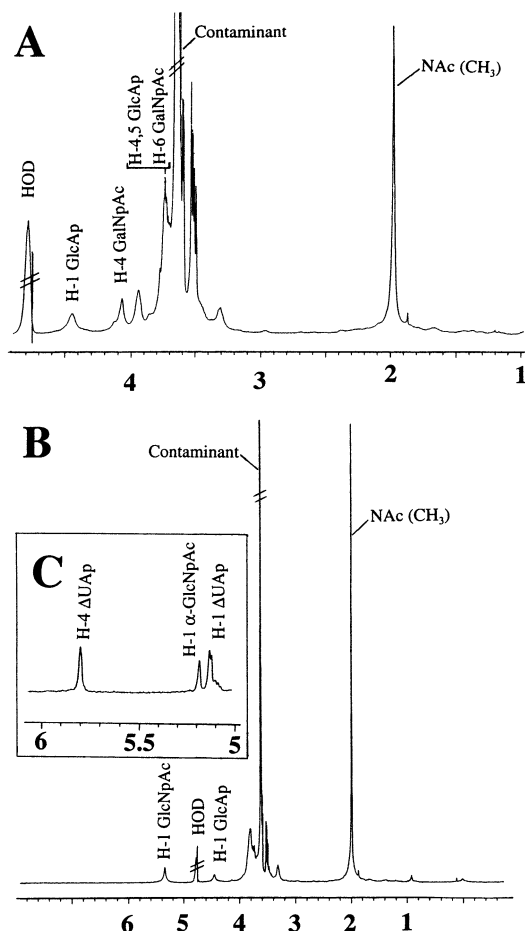 A
Contaminant
NAc (CH₃)
H-4,5 GlcAp
H-6 GalNpAc
HOD
H-1 GlcAp
H-4 GalNpAc
4 3 2 1
B
Contaminant
NAc (CH₃)
C
H-4 ΔUAp
H-1 α-GlcNpAc
H-1 ΔUAp
6 5.5 5
H-1 GlcNpAc
HOD
H-1 GlcAp
6 5 4 3 2 1